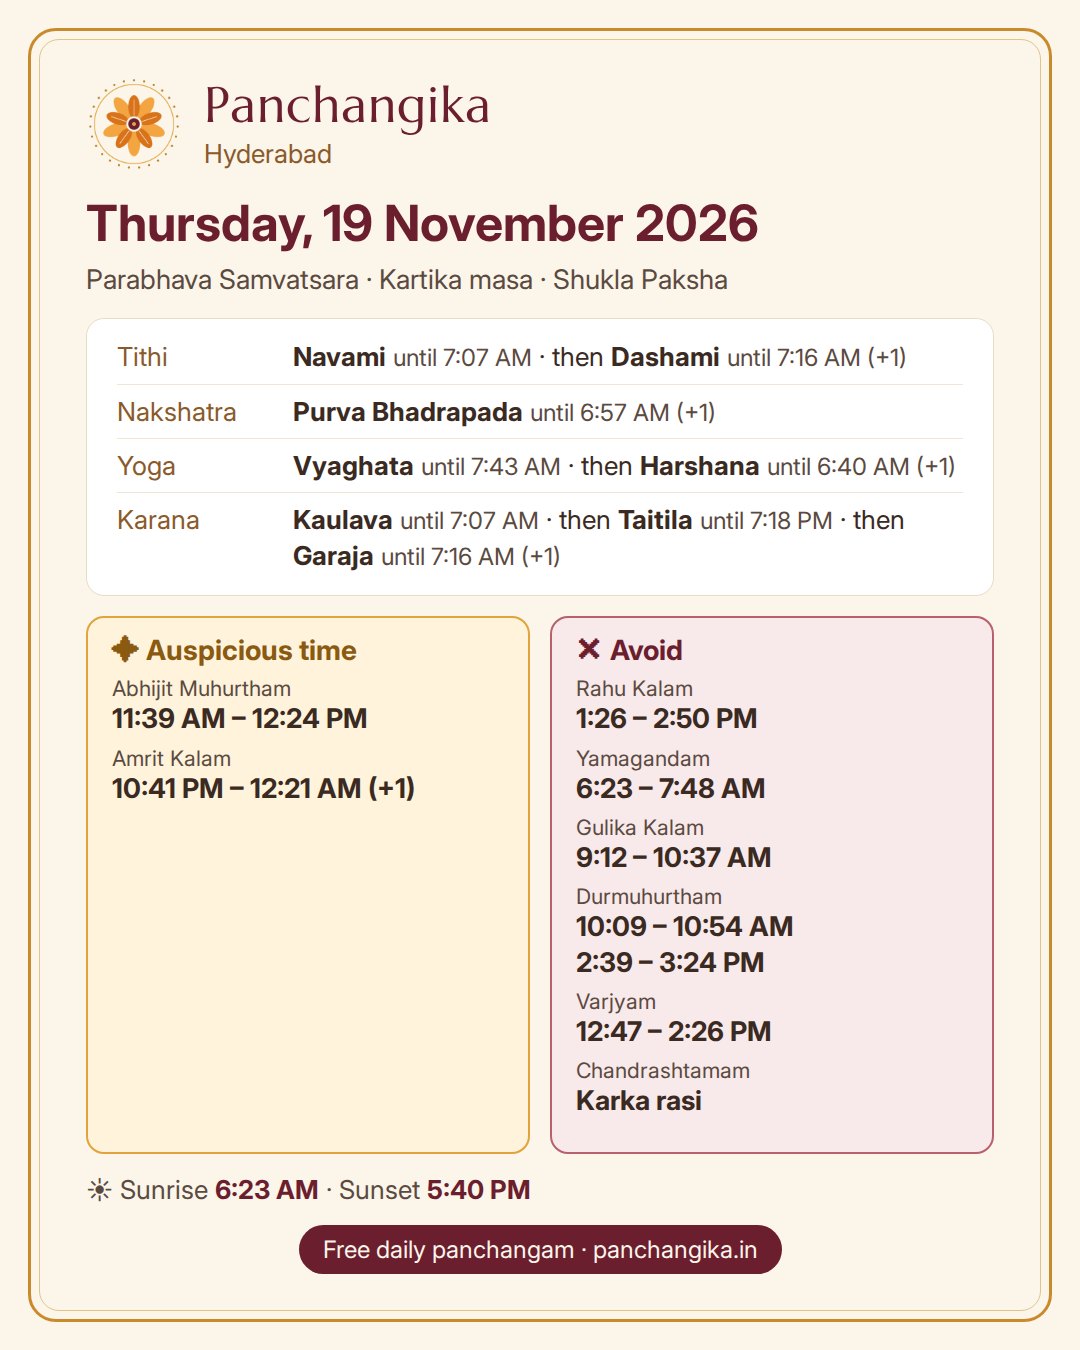 Panchangika
Hyderabad
Thursday, 19 November 2026
Parabhava Samvatsara · Kartika masa · Shukla Paksha
Tithi Navami until 7:07 AM · then Dashami until 7:16 AM (+1)
Nakshatra Purva Bhadrapada until 6:57 AM (+1)
Yoga Vyaghata until 7:43 AM · then Harshana until 6:40 AM (+1)
Karana Kaulava until 7:07 AM · then Taitila until 7:18 PM · then
Garaja until 7:16 AM (+1)
Auspicious time
Abhijit Muhurtham
11:39 AM – 12:24 PM
Amrit Kalam
10:41 PM – 12:21 AM (+1)
Avoid
Rahu Kalam
1:26 – 2:50 PM
Yamagandam
6:23 – 7:48 AM
Gulika Kalam
9:12 – 10:37 AM
Durmuhurtham
10:09 – 10:54 AM
2:39 – 3:24 PM
Varjyam
12:47 – 2:26 PM
Chandrashtamam
Karka rasi
Sunrise 6:23 AM · Sunset 5:40 PM
Free daily panchangam · panchangika.in